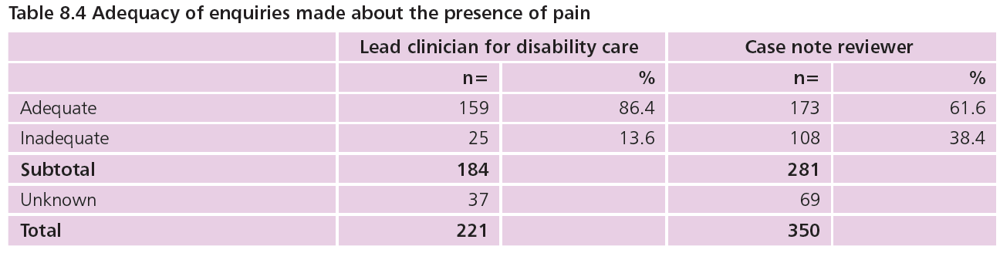 Table 8.4 Adequacy of enquiries made about the presence of pain
Lead clinician for disability care Case note reviewer
n= % n= %
Adequate 159 86.4 173 61.6
Inadequate 25 13.6 108 38.4
Subtotal 184 281
Unknown 37 69
Total 221 350